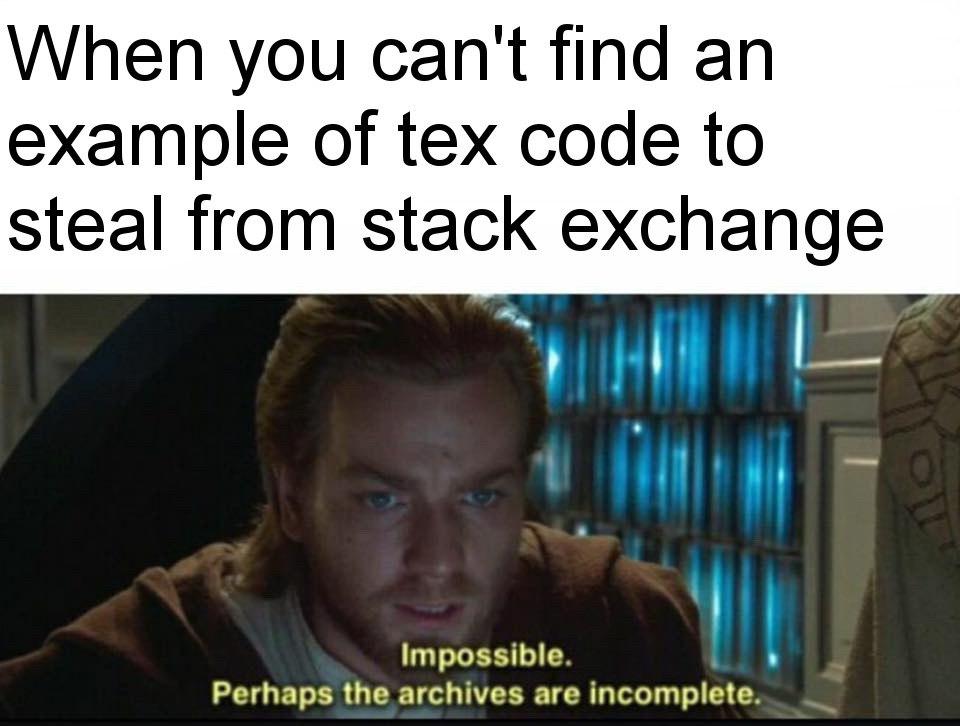 When you can't find an
example of tex code to
steal from stack exchange
Impossible.
Perhaps the archives are incomplete.